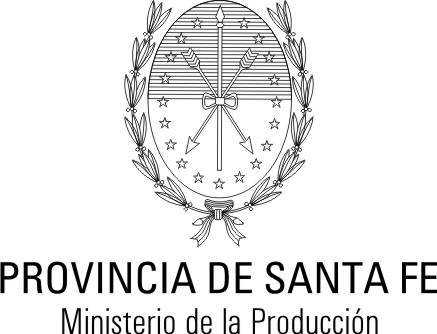 PROVINCIA DE SANTA FE
Ministerio de la Producción